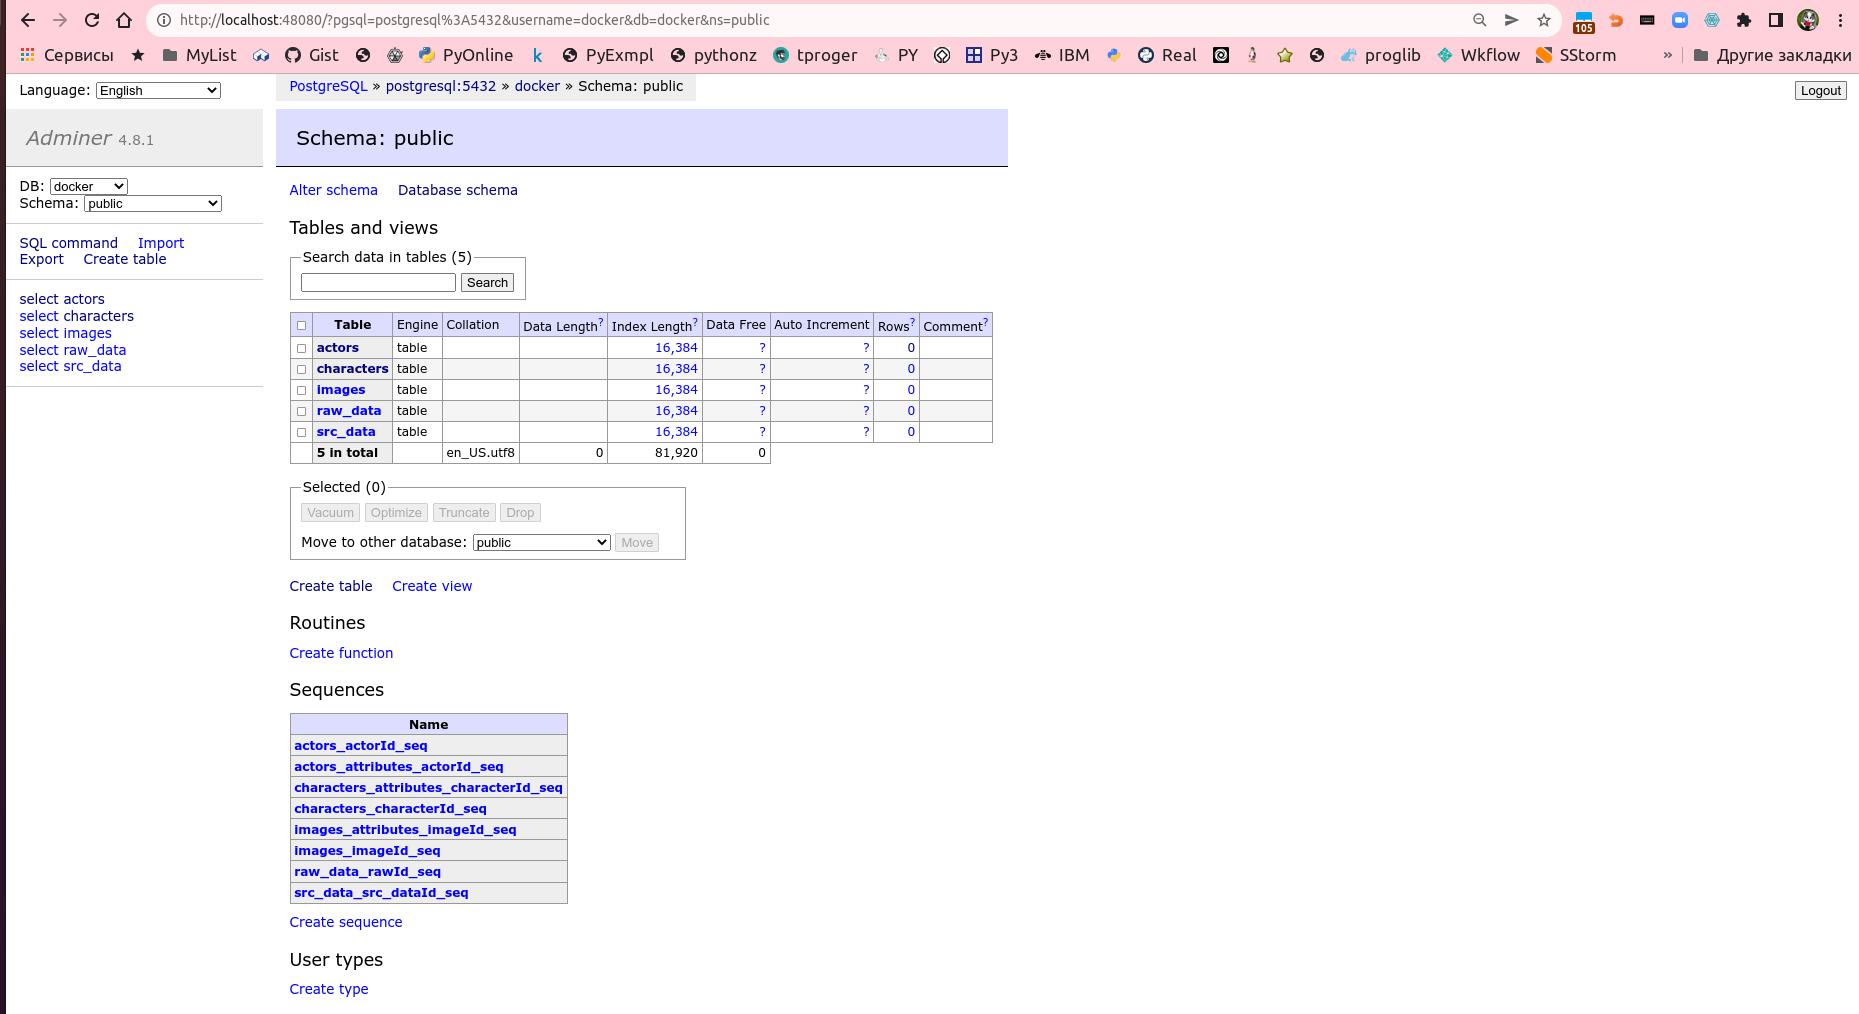 http://localhost:48080/?pgsql=postgresql%3A5432&username=docker&db=docker&ns=public
105
Сервисы MyList Gist PyOnline k PyExmpl pythonz tproger PY Py3 IBM Real proglib Wkflow SStorm » Другие закладки
Language: English
PostgreSQL » postgresql:5432 » docker » Schema: public
Logout
Adminer 4.8.1
Schema: public
DB: docker
Schema: public
SQL command Import
Export Create table
select actors
select characters
select images
select raw_data
select src_data
Alter schema Database schema
Tables and views
Search data in tables (5)
Search
Table Engine Collation Data Length? Index Length? Data Free Auto Increment Rows? Comment?
actors table 16,384 ? ? 0
characters table 16,384 ? ? 0
images table 16,384 ? ? 0
raw_data table 16,384 ? ? 0
src_data table 16,384 ? ? 0
5 in total en_US.utf8 0 81,920 0
Selected (0)
Vacuum Optimize Truncate Drop
Move to other database: public Move
Create table Create view
Routines
Create function
Sequences
Name
actors_actorId_seq
actors_attributes_actorId_seq
characters_attributes_characterId_seq
characters_characterId_seq
images_attributes_imageId_seq
images_imageId_seq
raw_data_rawId_seq
src_data_src_dataId_seq
Create sequence
User types
Create type